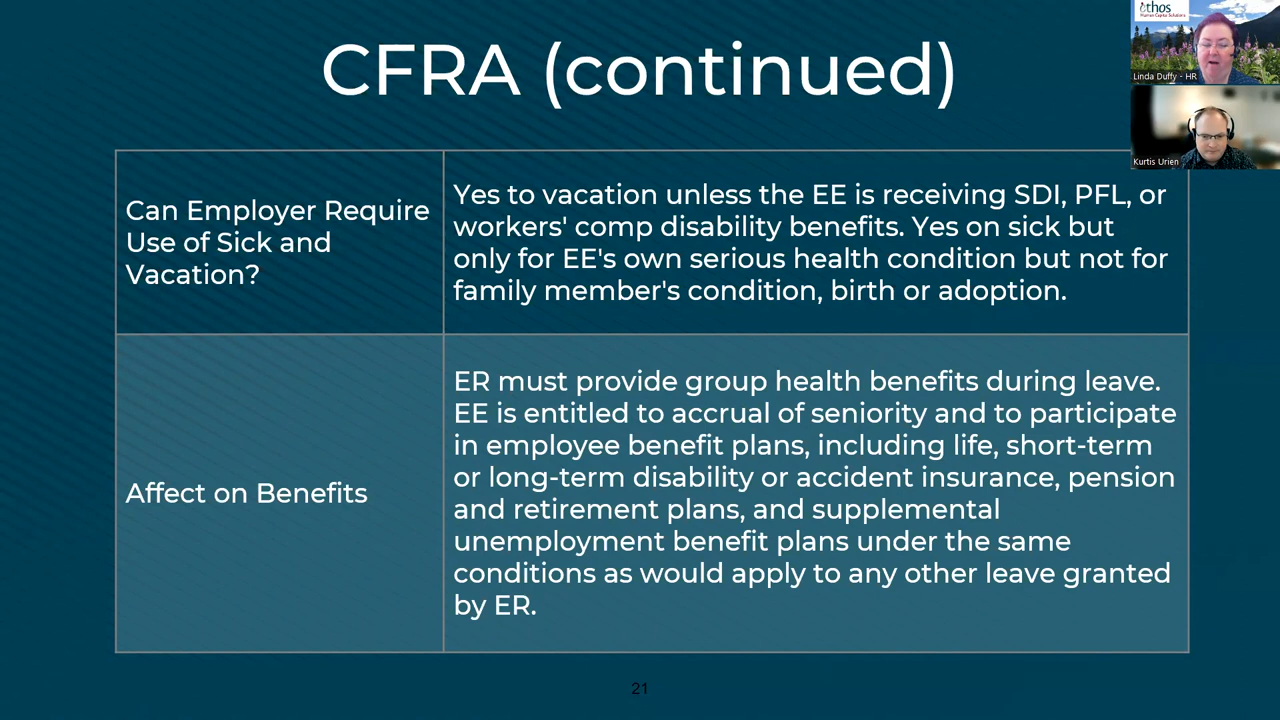 CFRA (continued)
ethos
Human Capital Solutions
Linda Duffy - HR
Kurtis Urien
Can Employer Require
Use of Sick and
Vacation?
Yes to vacation unless the EE is receiving SDI, PFL, or
workers' comp disability benefits. Yes on sick but
only for EE's own serious health condition but not for
family member's condition, birth or adoption.
Affect on Benefits
ER must provide group health benefits during leave.
EE is entitled to accrual of seniority and to participate
in employee benefit plans, including life, short-term
or long-term disability or accident insurance, pension
and retirement plans, and supplemental
unemployment benefit plans under the same
conditions as would apply to any other leave granted
by ER.
21